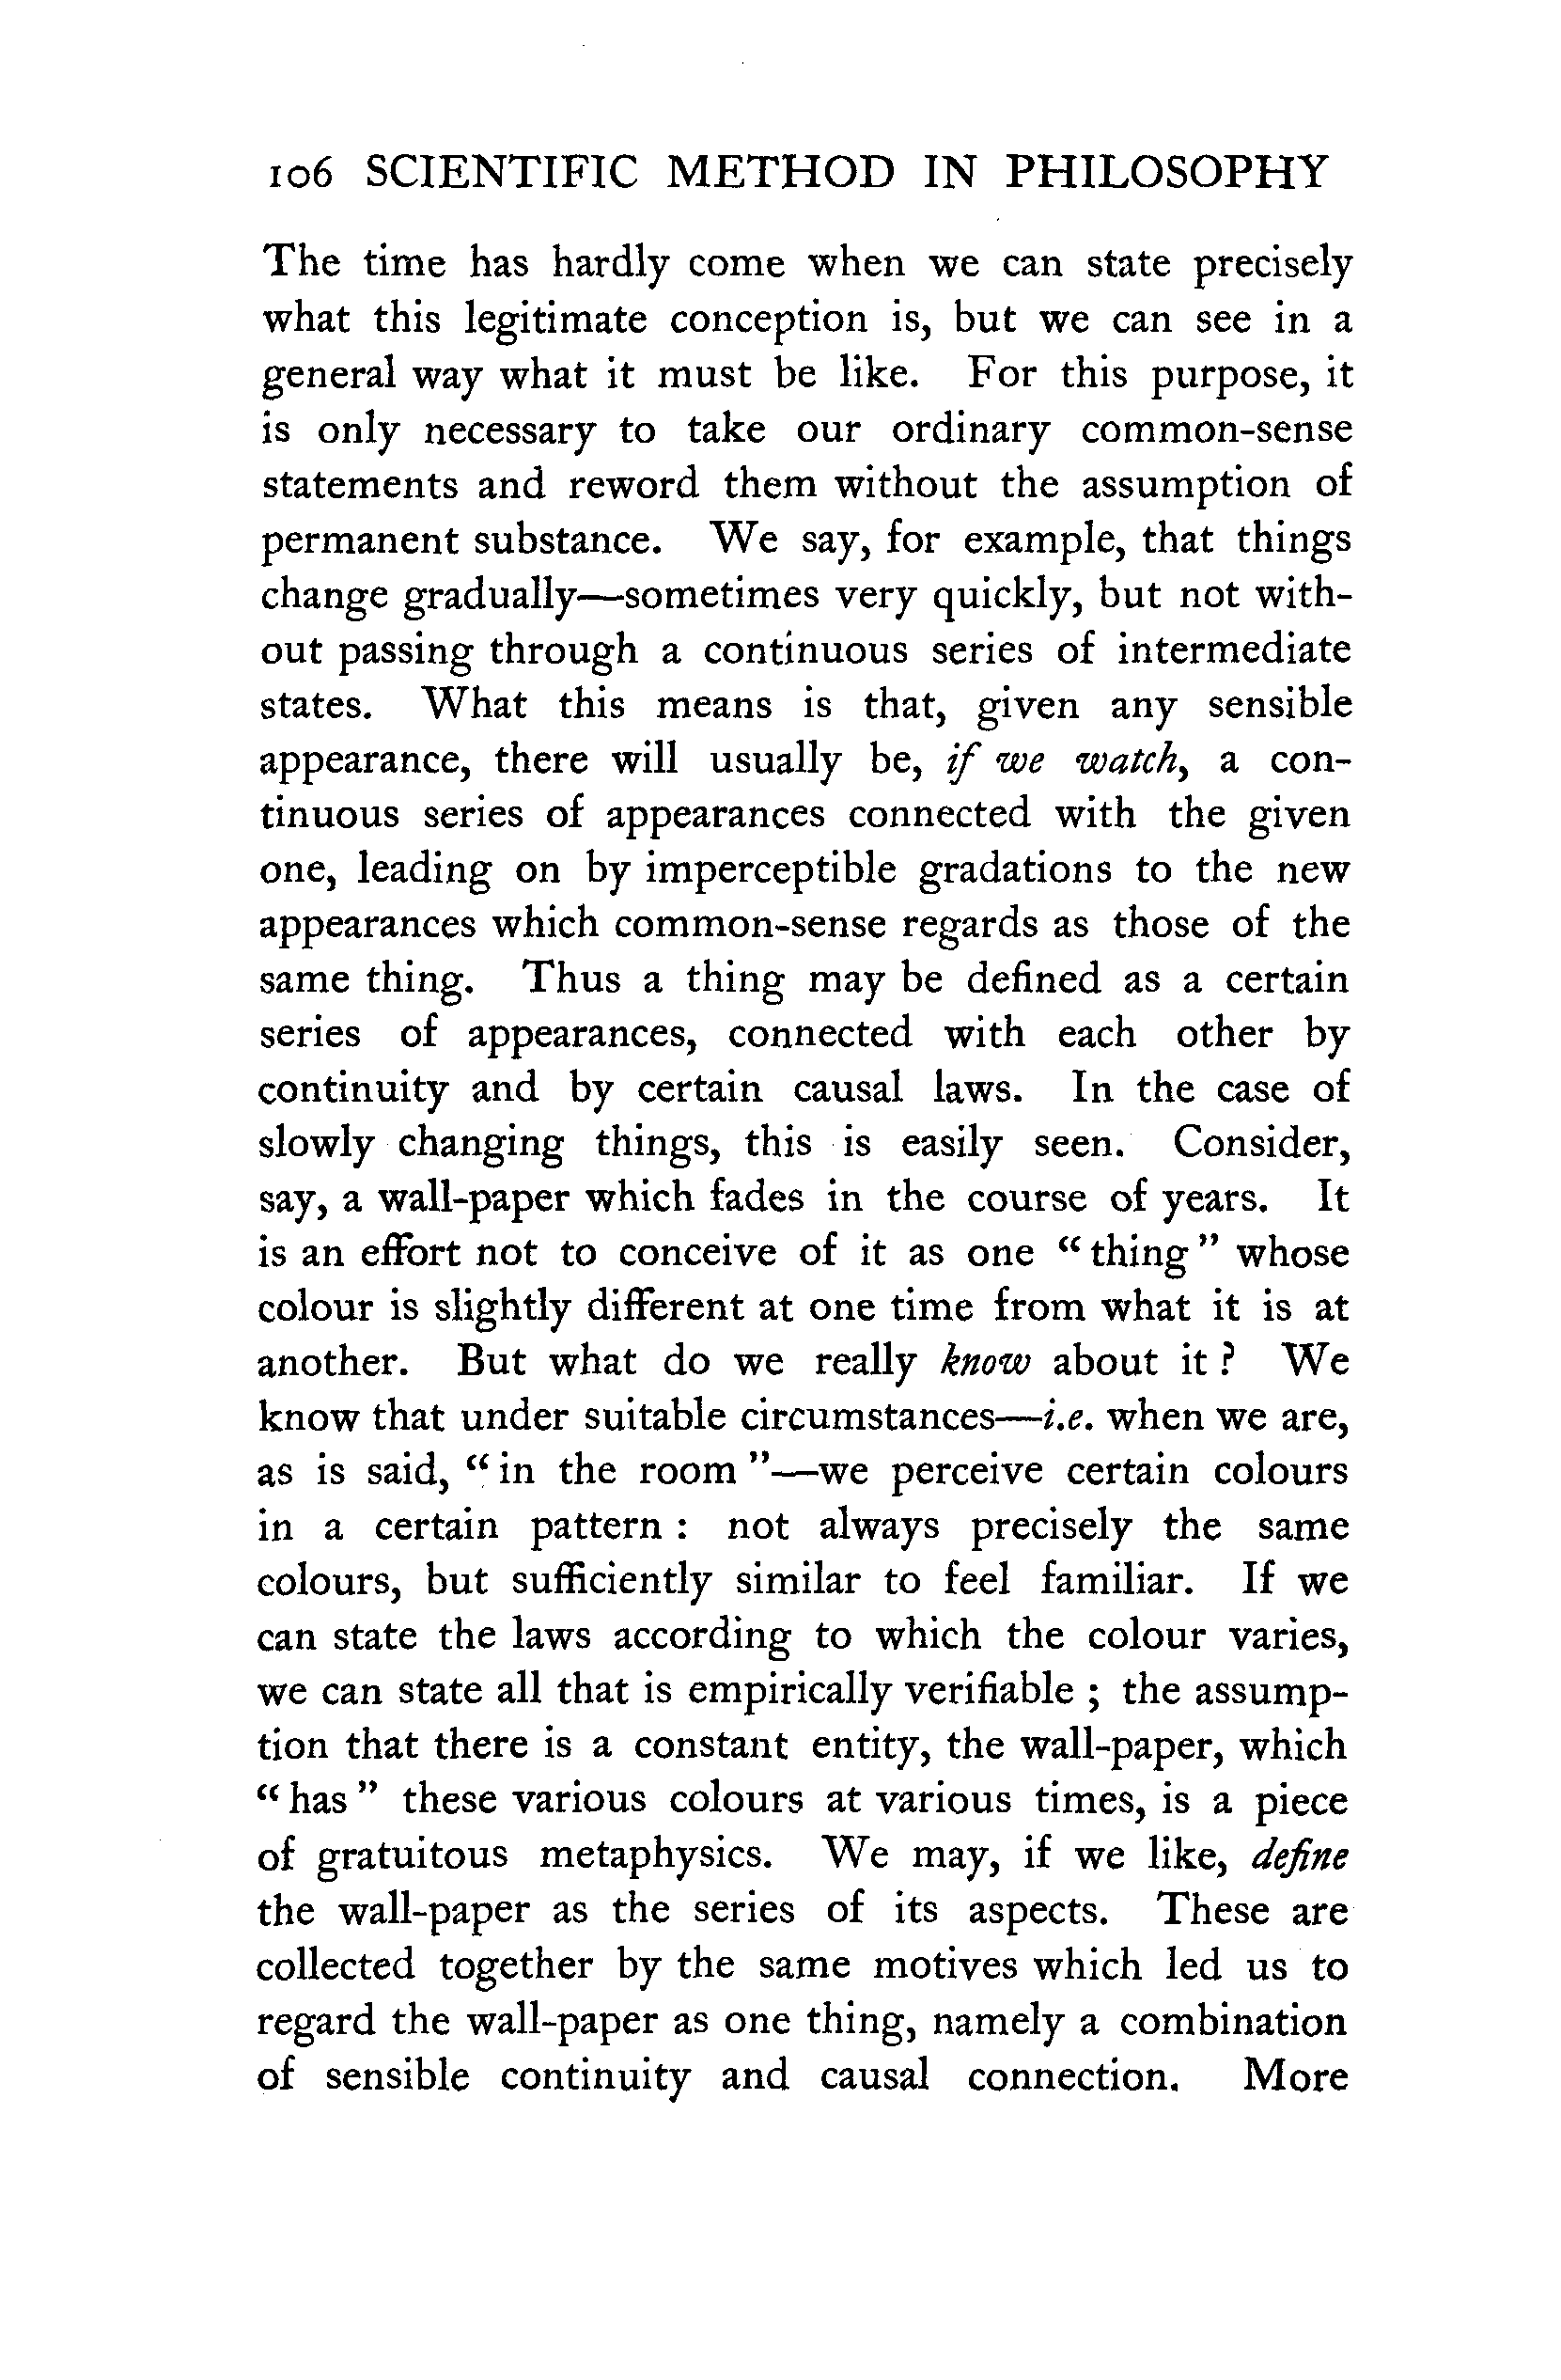 106 SCIENTIFIC METHOD IN PHILOSOPHY
The time has hardly come when we can state precisely
what this legitimate conception is, but we can see in a
general way what it must be like. For this purpose, it
is only necessary to take our ordinary common-sense
statements and reword them without the assumption of
permanent substance. We say, for example, that things
change gradually—sometimes very quickly, but not with-
out passing through a continuous series of intermediate
states. What this means is that, given any sensible
appearance, there will usually be, if we watch, a con-
tinuous series of appearances connected with the given
one, leading on by imperceptible gradations to the new
appearances which common-sense regards as those of the
same thing. Thus a thing may be defined as a certain
series of appearances, connected with each other by
continuity and by certain causal laws. In the case of
slowly changing things, this is easily seen. Consider,
say, a wall-paper which fades in the course of years. It
is an effort not to conceive of it as one “thing” whose
colour is slightly different at one time from what it is at
another. But what do we really know about it ? We
know that under suitable circumstances—i.e. when we are,
as is said, “in the room”—we perceive certain colours
in a certain pattern : not always precisely the same
colours, but sufficiently similar to feel familiar. If we
can state the laws according to which the colour varies,
we can state all that is empirically verifiable ; the assump-
tion that there is a constant entity, the wall-paper, which
“has” these various colours at various times, is a piece
of gratuitous metaphysics. We may, if we like, define
the wall-paper as the series of its aspects. These are
collected together by the same motives which led us to
regard the wall-paper as one thing, namely a combination
of sensible continuity and causal connection. More